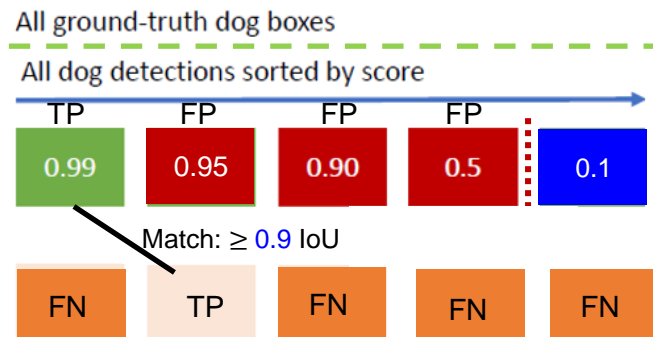 All ground-truth dog boxes
All dog detections sorted by score
TP FP FP FP
0.99 0.95 0.90 0.5 0.1
Match: ≥ 0.9 IoU
FN TP FN FN FN